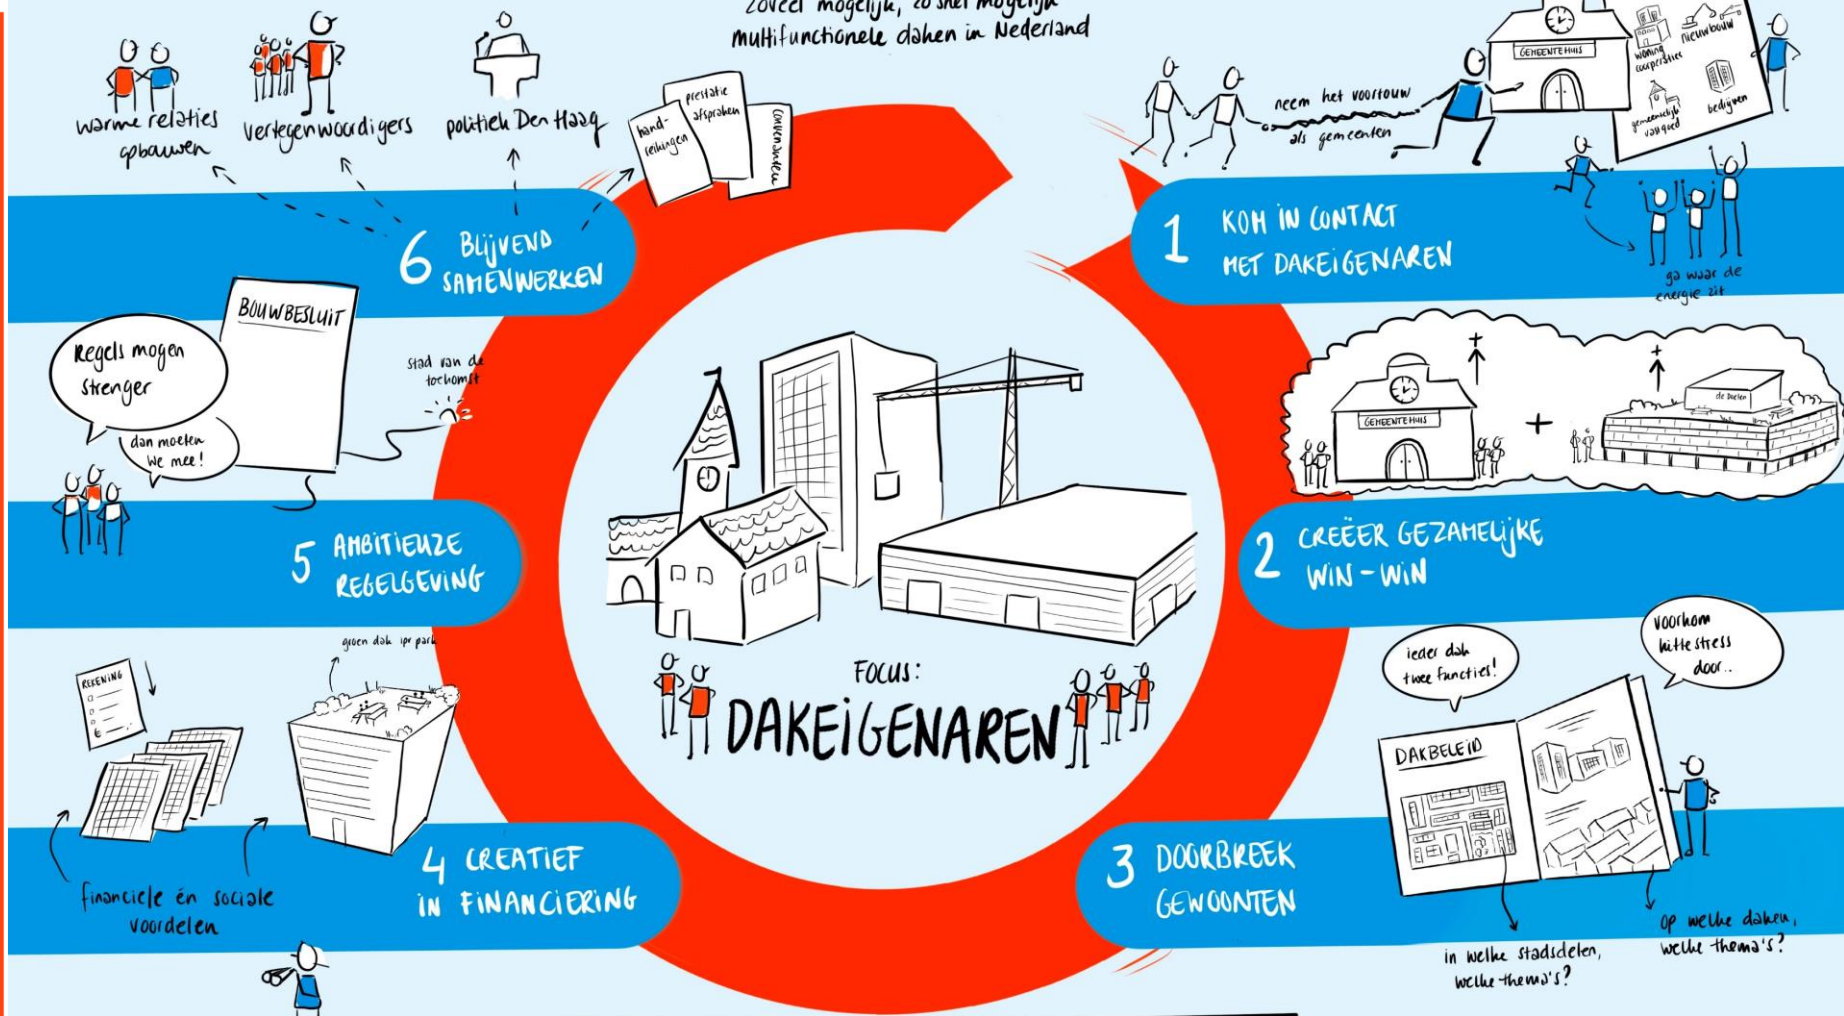 zoveel mogelijk, zo snel mogelijk
multifunctionele daken in Nederland
warme relaties
opbouwen
vertegenwoordigers
politiek Den Haag
hand-
reikingen
prestatie
afspraken
convenanten
6 BLIJVEND
SAMENWERKEN
neem het voortouw
als gemeenten
GEMEENTEHUIS
woning
coöperaties
nieuwbouw
gemeentelijk
vastgoed
bedrijven
1 KOM IN CONTACT
MET DAKEIGENAREN
ga waar de
energie zit
GEMEENTEHUIS
+
+
+
de Doelen
2 CREËER GEZAMELIJKE
WIN-WIN
ieder dak
twee functies!
voorkom
hittestress
door..
DAKBELEID
3 DOORBREEK
GEWOONTEN
in welke stadsdelen,
welke thema's?
op welke daken,
welke thema's?
REKENING
€
groen dak ipv park
4 CREATIEF
IN FINANCIERING
financiele én sociale
voordelen
BOUWBESLUIT
Regels mogen
strenger
dan moeten
we mee!
stad van de
toekomst
5 AMBITIEUZE
REGELGEVING
FOCUS:
DAKEIGENAREN